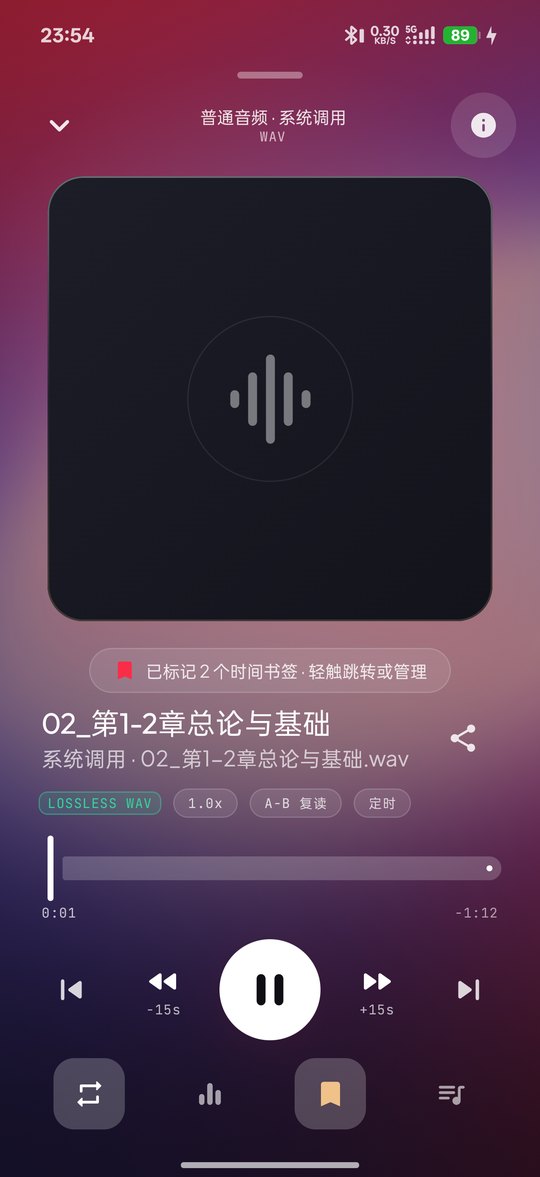 23:54
0.30 KB/S 5G 89
普通音频 · 系统调用
WAV
已标记 2 个时间书签 · 轻触跳转或管理
02_第1-2章总论与基础
系统调用 · 02_第1-2章总论与基础.wav
LOSSLESS WAV 1.0x A-B 复读 定时
0:01 -1:12
-15s +15s